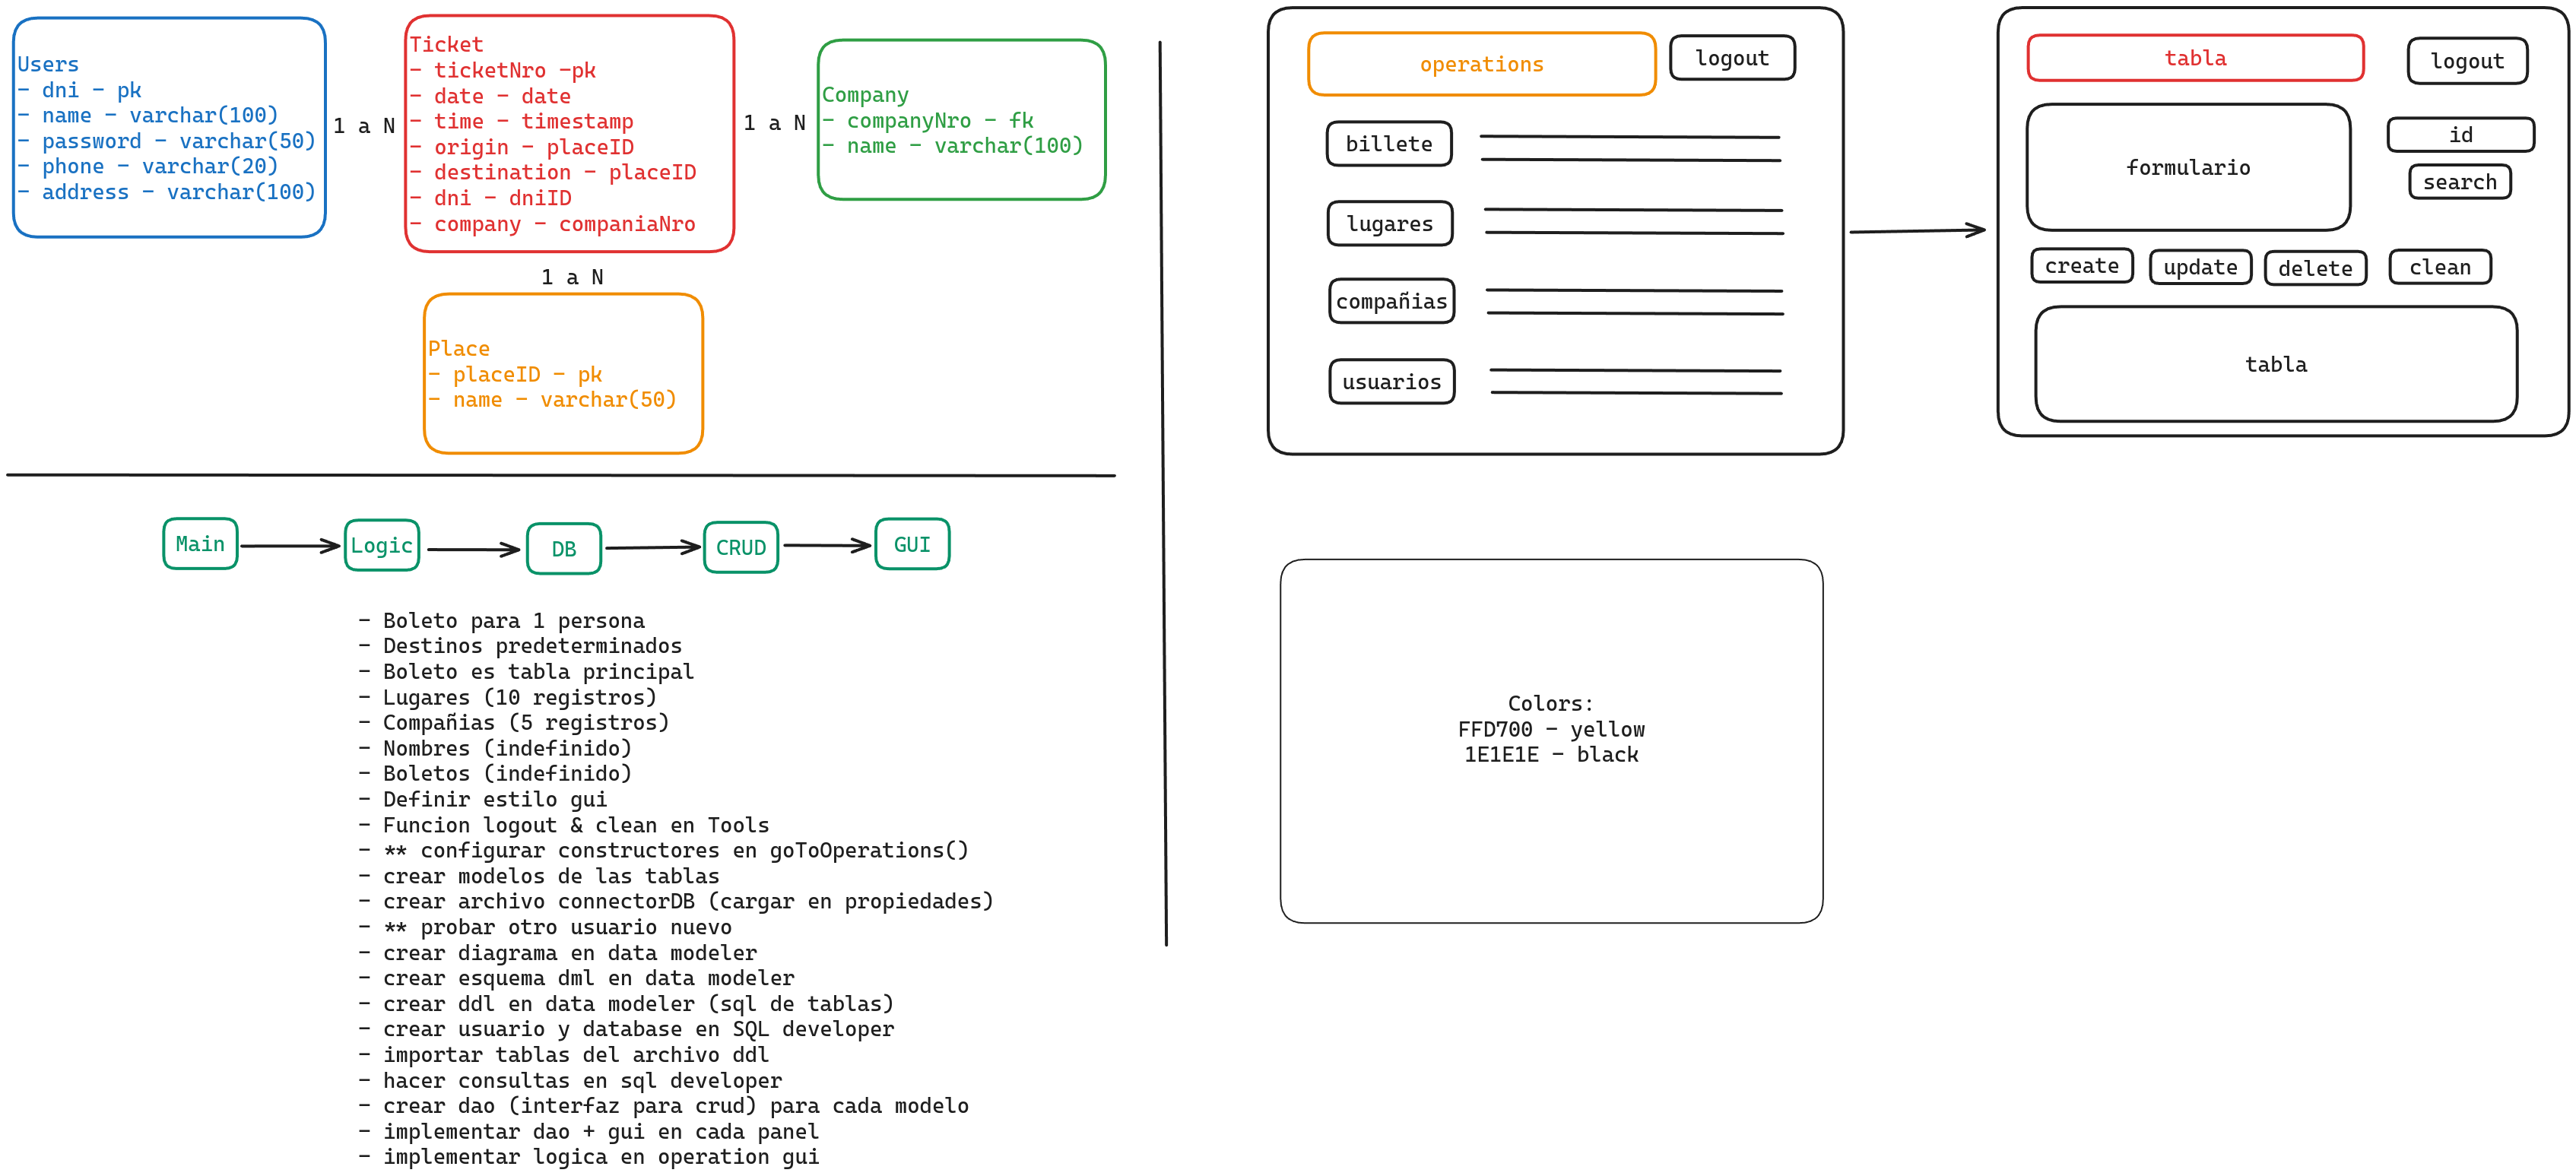 Users
- dni - pk
- name - varchar(100)
- password - varchar(50)
- phone - varchar(20)
- address - varchar(100)
1 a N
Ticket
- ticketNro -pk
- date - date
- time - timestamp
- origin - placeID
- destination - placeID
- dni - dniID
- company - companiaNro
1 a N
Company
- companyNro - fk
- name - varchar(100)
1 a N
Place
- placeID - pk
- name - varchar(50)
Main
Logic
DB
CRUD
GUI
- Boleto para 1 persona
- Destinos predeterminados
- Boleto es tabla principal
- Lugares (10 registros)
- Compañias (5 registros)
- Nombres (indefinido)
- Boletos (indefinido)
- Definir estilo gui
- Funcion logout & clean en Tools
- ** configurar constructores en goToOperations()
- crear modelos de las tablas
- crear archivo connectorDB (cargar en propiedades)
- ** probar otro usuario nuevo
- crear diagrama en data modeler
- crear esquema dml en data modeler
- crear ddl en data modeler (sql de tablas)
- crear usuario y database en SQL developer
- importar tablas del archivo ddl
- hacer consultas en sql developer
- crear dao (interfaz para crud) para cada modelo
- implementar dao + gui en cada panel
- implementar logica en operation gui
operations
logout
billete
lugares
compañias
usuarios
tabla
logout
formulario
id
search
create
update
delete
clean
tabla
Colors:
FFD700 - yellow
1E1E1E - black